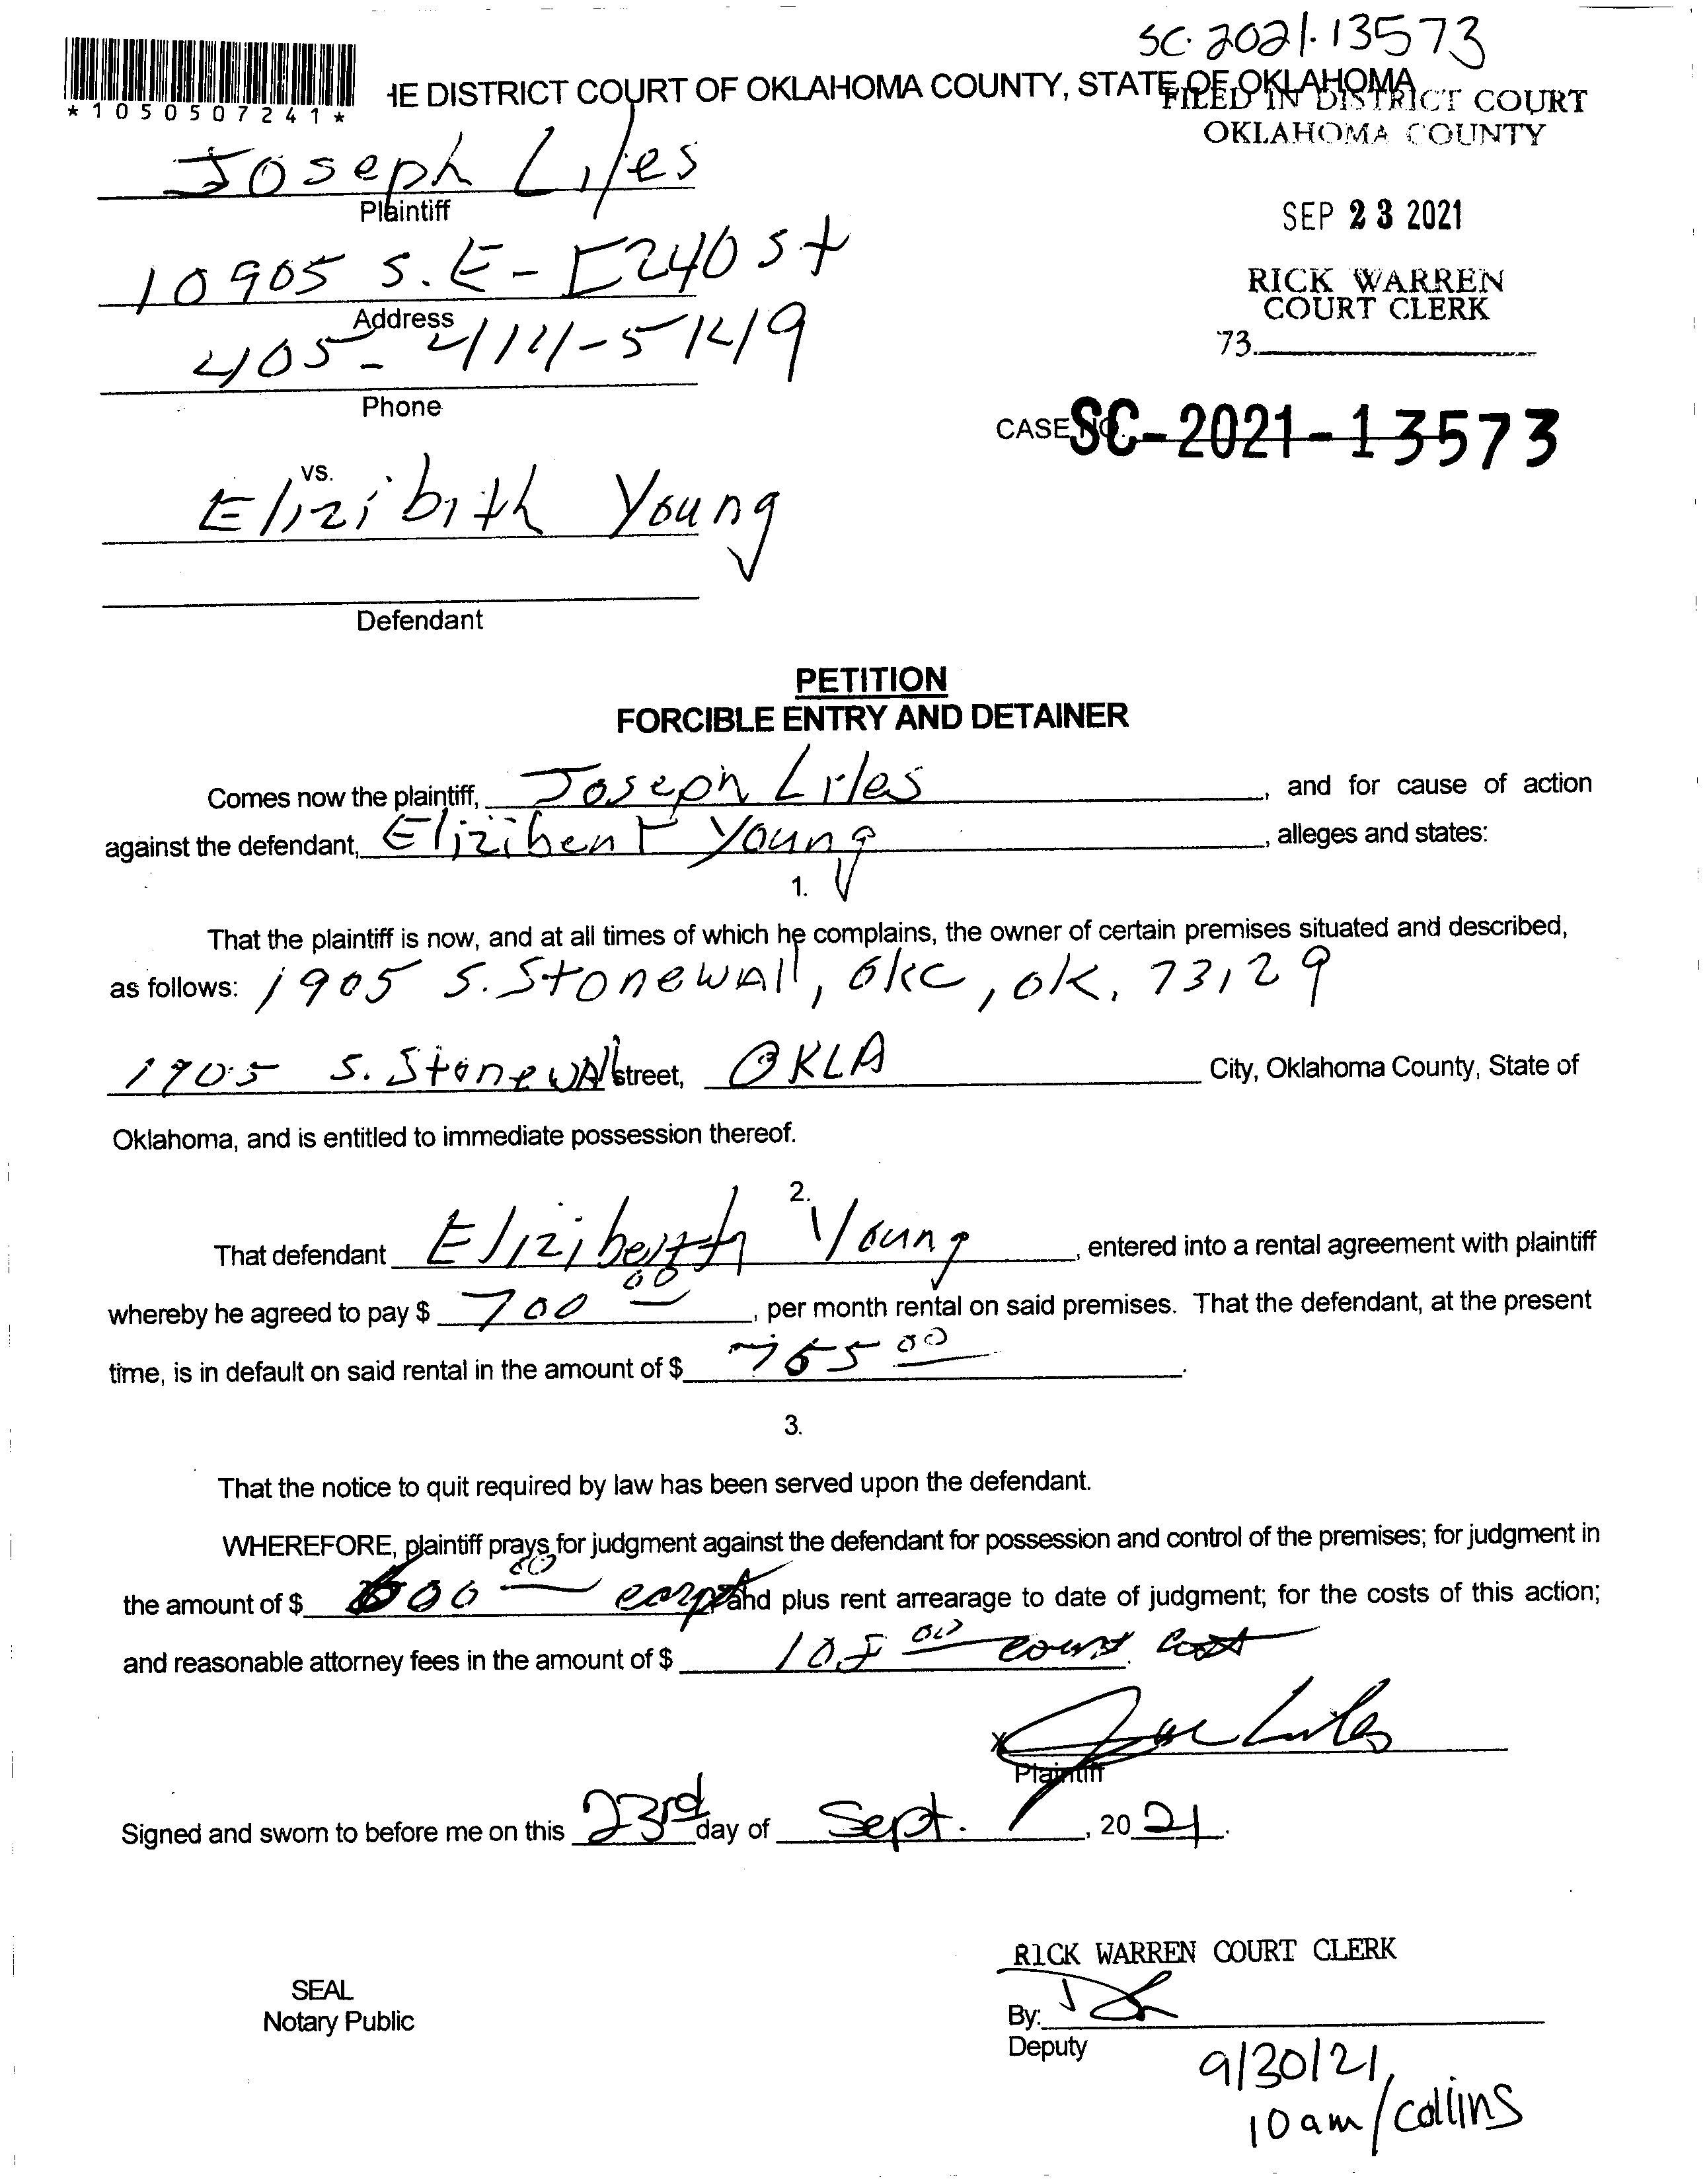 SC-2021-13573
*1050507241*
HE DISTRICT COURT OF OKLAHOMA COUNTY, STATE OF OKLAHOMA
FILED IN DISTRICT COURT
OKLAHOMA COUNTY
Joseph Liles
Plaintiff
SEP 23 2021
10905 S.E - E240 St
Address
RICK WARREN
COURT CLERK
405-414-5149
Phone
73.
CASE NO. SC-2021-13573
vs.
Elizibith Young
Defendant
PETITION
FORCIBLE ENTRY AND DETAINER
Comes now the plaintiff, Joseph Liles, and for cause of action
against the defendant, Young, alleges and states:
1.
That the plaintiff is now, and at all times of which he complains, the owner of certain premises situated and described,
as follows: 1905 S. Stonewall, OKC, OK. 73129
1905 S. Stonewall Street, OKLA City, Oklahoma County, State of
Oklahoma, and is entitled to immediate possession thereof.
2.
That defendant Young, entered into a rental agreement with plaintiff
whereby he agreed to pay $ 700 00, per month rental on said premises. That the defendant, at the present
time, is in default on said rental in the amount of $ 765 00.
3.
That the notice to quit required by law has been served upon the defendant.
WHEREFORE, plaintiff prays for judgment against the defendant for possession and control of the premises; for judgment in
the amount of $ 00 and plus rent arrearage to date of judgment; for the costs of this action;
and reasonable attorney fees in the amount of $ 00 court cost
x Joe Liles
Plaintiff
Signed and sworn to before me on this 23rd day of Sept., 2021.
RICK WARREN COURT CLERK
SEAL
Notary Public
By:
Deputy
9/30/21
10am/Collins